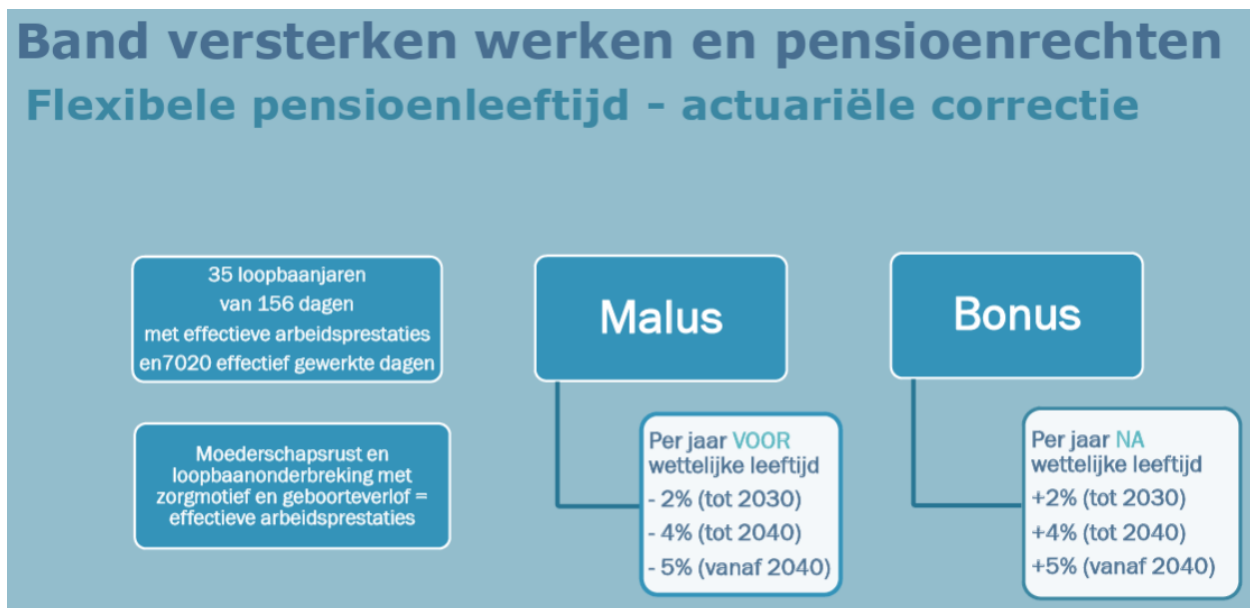 Band versterken werken en pensioenrechten
Flexibele pensioenleeftijd - actuariële correctie
35 loopbaanjaren
van 156 dagen
met effectieve arbeidsprestaties
en7020 effectief gewerkte dagen
Moederschapsrust en
loopbaanonderbreking met
zorgmotief en geboorteverlof =
effectieve arbeidsprestaties
Malus
Per jaar VOOR
wettelijke leeftijd
- 2% (tot 2030)
- 4% (tot 2040)
- 5% (vanaf 2040)
Bonus
Per jaar NA
wettelijke leeftijd
+2% (tot 2030)
+4% (tot 2040)
+5% (vanaf 2040)